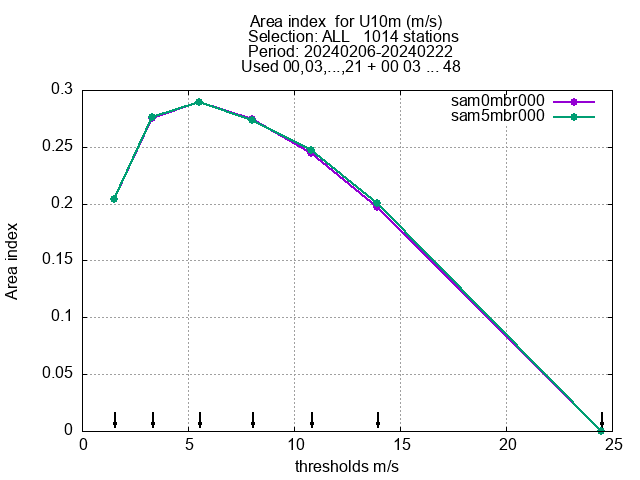 Area index  for U10m (m/s)
Selection: ALL   1014 stations
Period: 20240206-20240222
Used 00,03,...,21 + 00 03 ... 48
sam0mbr000
sam5mbr000
0.3
0.25
0.2
0.15
0.1
0.05
0
Area index
0 5 10 15 20 25
thresholds m/s